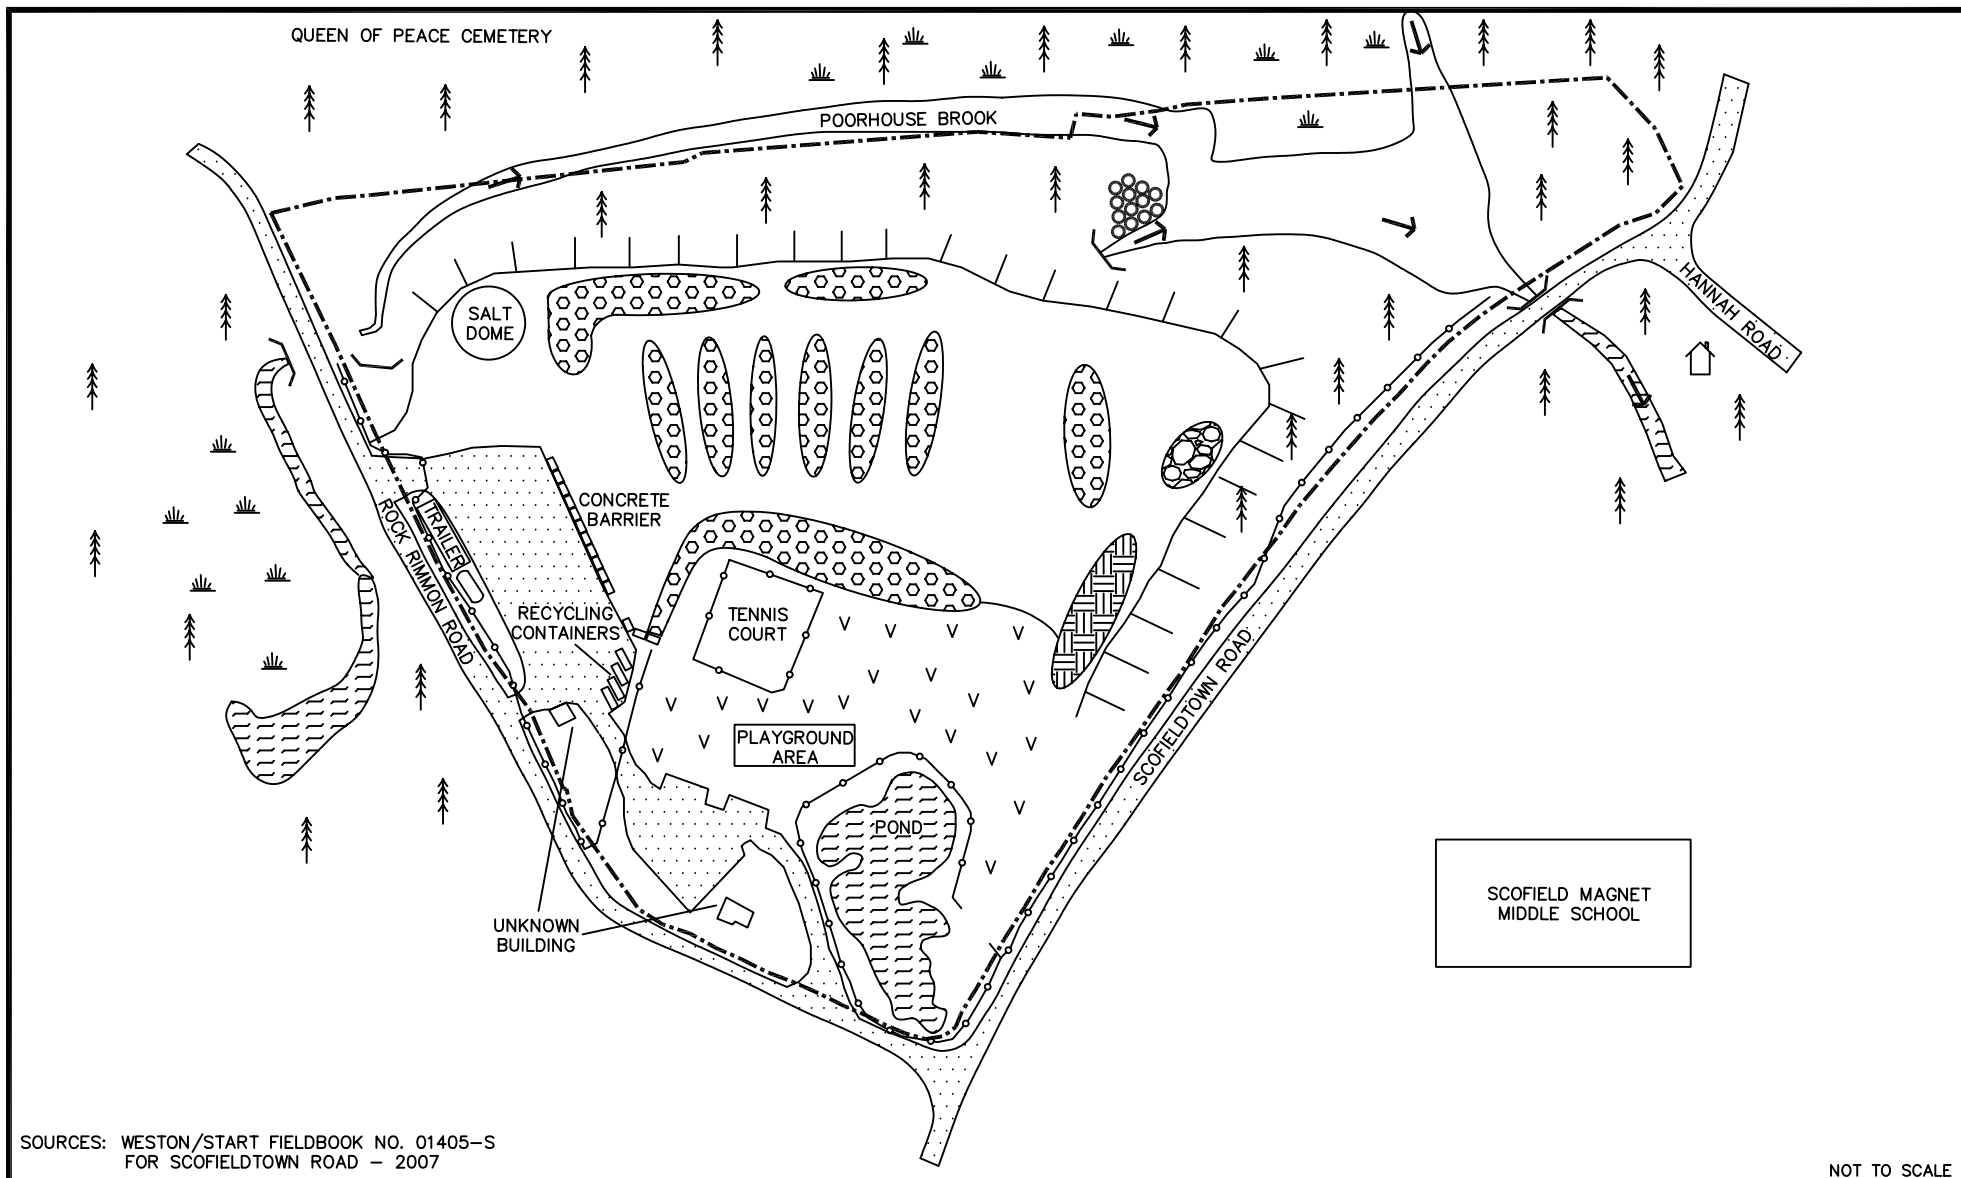 QUEEN OF PEACE CEMETERY
POORHOUSE BROOK
HANNAH ROAD
SALT
DOME
CONCRETE
BARRIER
TRAILER
ROCK RIMMON ROAD
RECYCLING
CONTAINERS
TENNIS
COURT
SCOFIELDTOWN ROAD
PLAYGROUND
AREA
POND
UNKNOWN
BUILDING
SCOFIELD MAGNET
MIDDLE SCHOOL
SOURCES: WESTON/START FIELDBOOK NO. 01405-S
FOR SCOFIELDTOWN ROAD - 2007
NOT TO SCALE